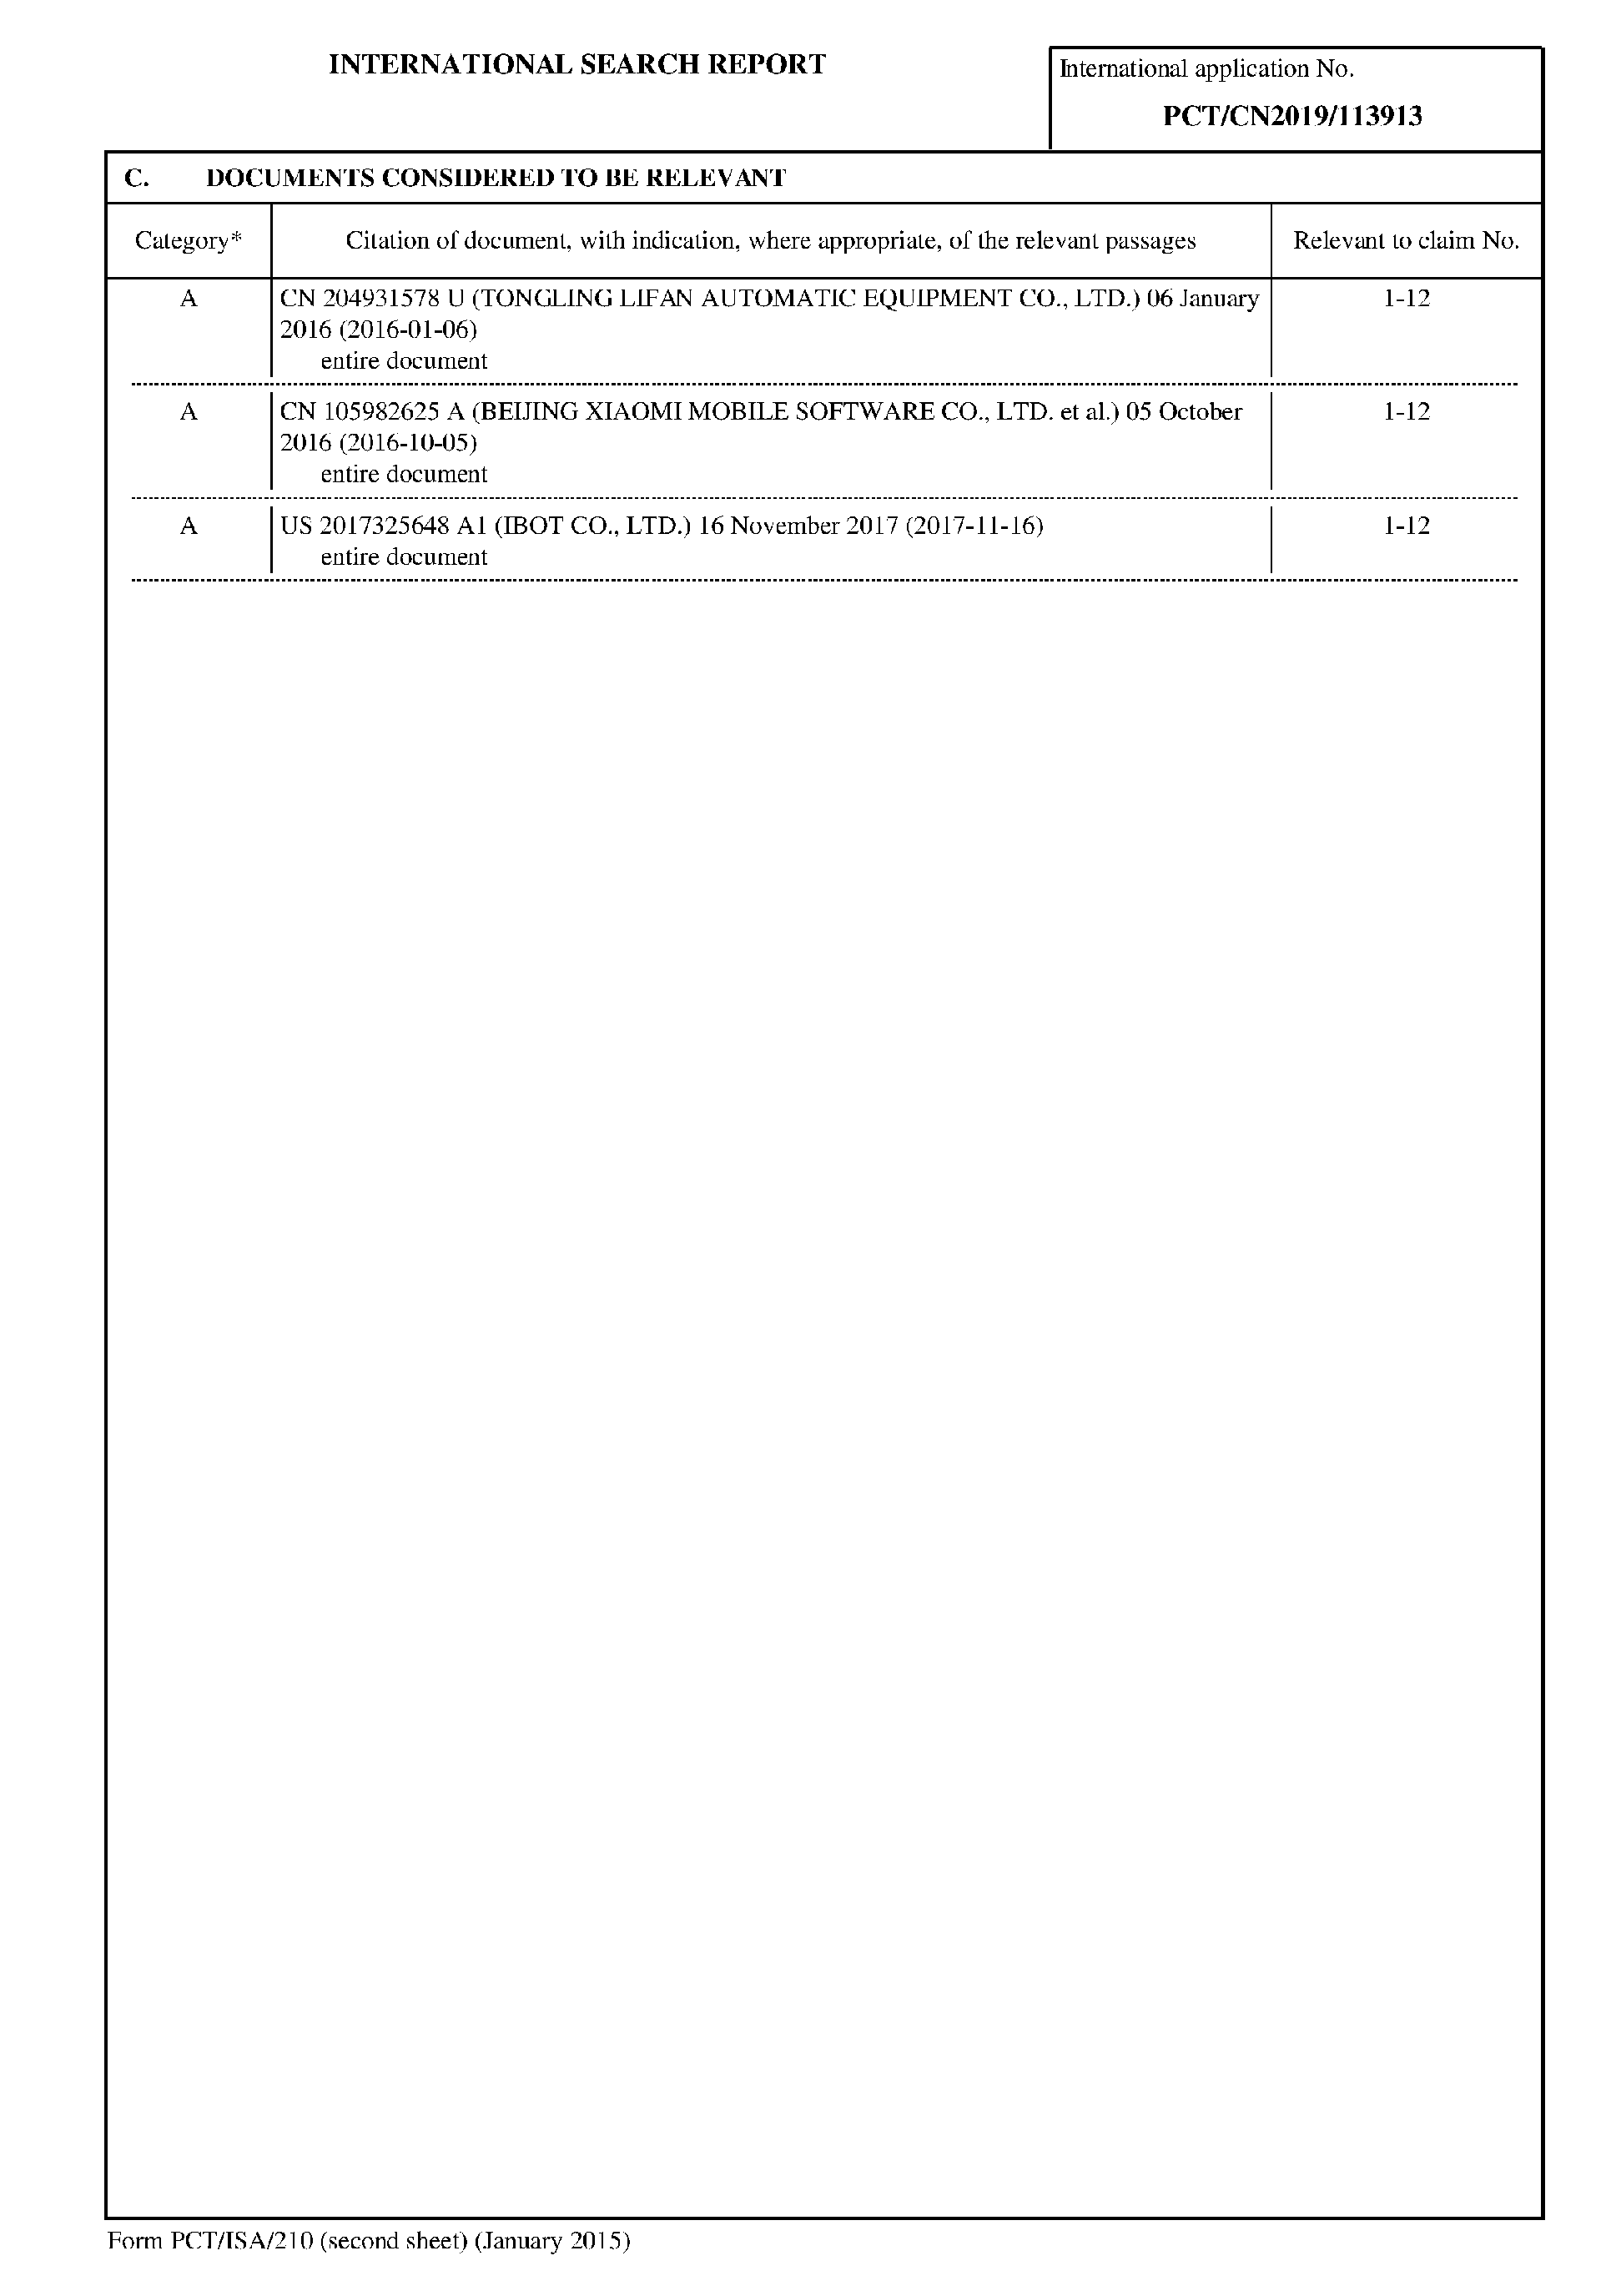 INTERNATIONAL SEARCH REPORT
International application No.
PCT/CN2019/113913
C. DOCUMENTS CONSIDERED TO BE RELEVANT
Category* Citation of document, with indication, where appropriate, of the relevant passages Relevant to claim No.
A CN 204931578 U (TONGLING LIFAN AUTOMATIC EQUIPMENT CO., LTD.) 06 January 1-12
2016 (2016-01-06)
entire document
A CN 105982625 A (BEIJING XIAOMI MOBILE SOFTWARE CO., LTD. et al.) 05 October 1-12
2016 (2016-10-05)
entire document
A US 2017325648 A1 (IBOT CO., LTD.) 16 November 2017 (2017-11-16) 1-12
entire document
Form PCT/ISA/210 (second sheet) (January 2015)